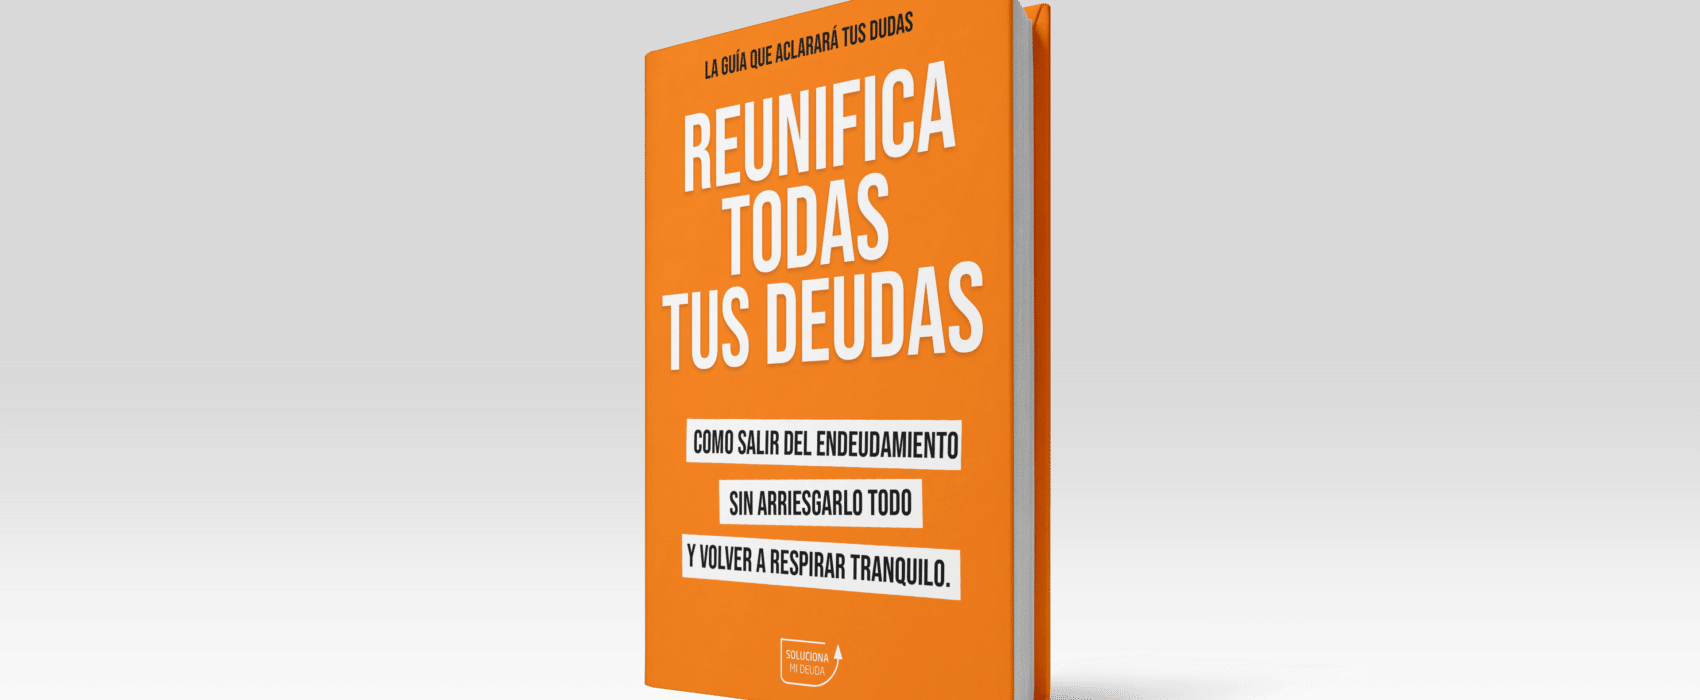 LA GUÍA QUE ACLARARÁ TUS DUDAS
REUNIFICA
TODAS
TUS DEUDAS
COMO SALIR DEL ENDEUDAMIENTO
SIN ARRIESGARLO TODO
Y VOLVER A RESPIRAR TRANQUILO.
SOLUCIONA
MI DEUDA